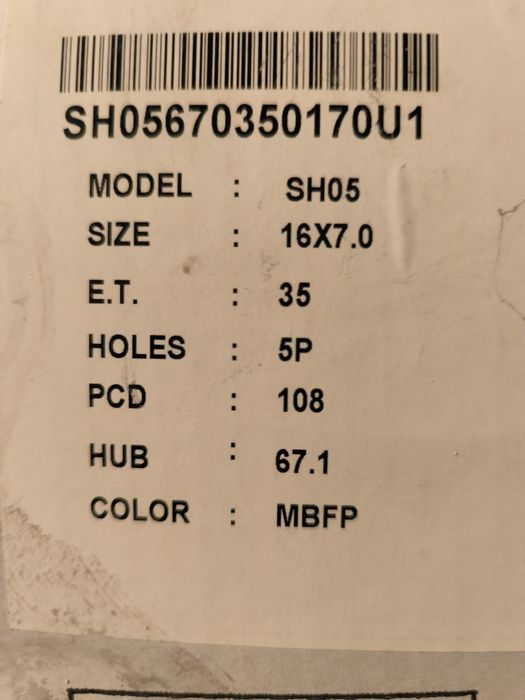 SH05670350170U1
MODEL : SH05
SIZE : 16X7.0
E.T. : 35
HOLES : 5P
PCD : 108
HUB : 67.1
COLOR : MBFP